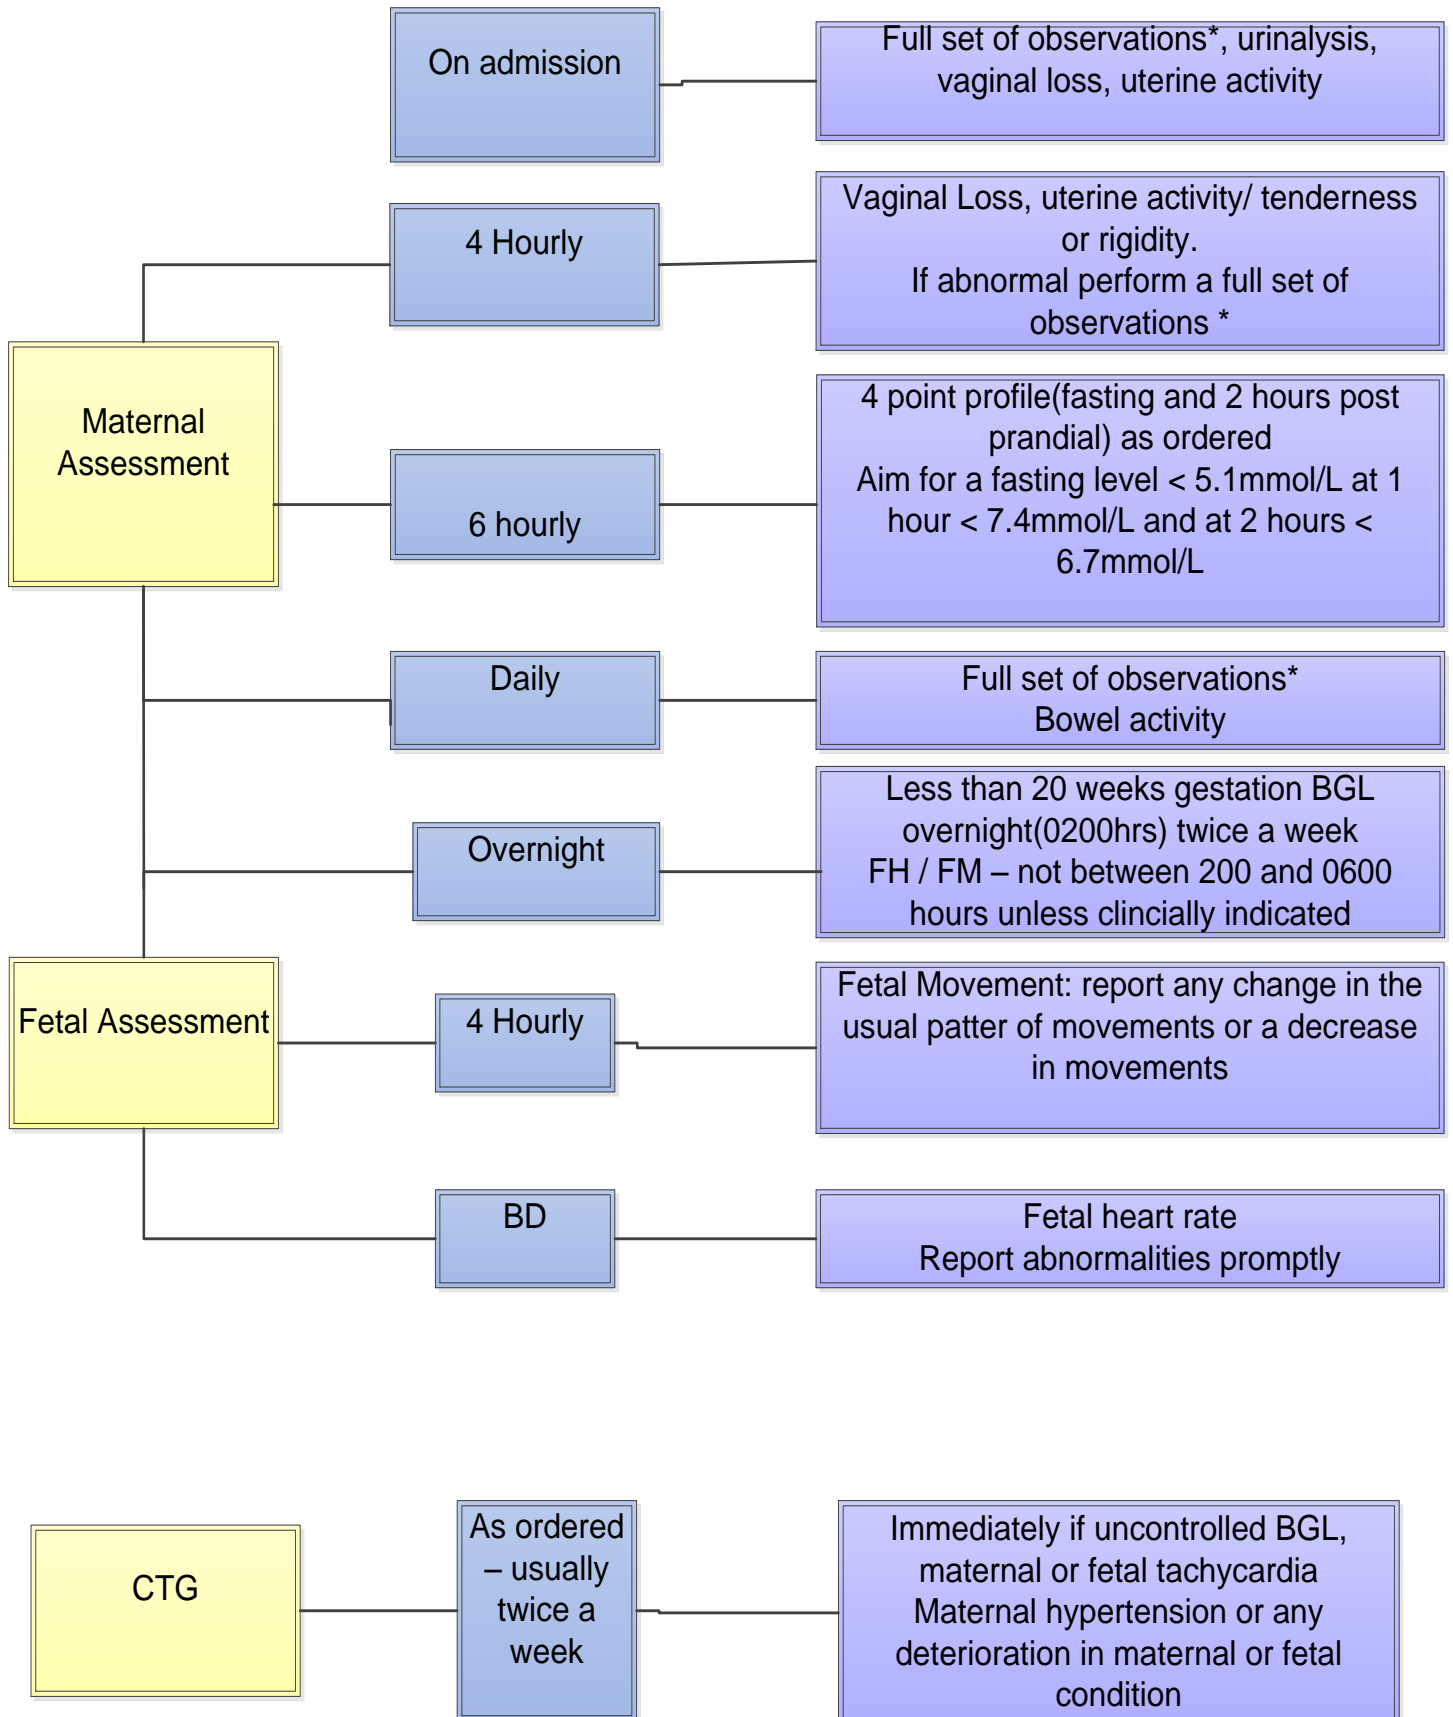 On admission
Full set of observations*, urinalysis,
vaginal loss, uterine activity
4 Hourly
Vaginal Loss, uterine activity/ tenderness
or rigidity.
If abnormal perform a full set of
observations *
Maternal
Assessment
6 hourly
4 point profile(fasting and 2 hours post
prandial) as ordered
Aim for a fasting level < 5.1mmol/L at 1
hour < 7.4mmol/L and at 2 hours <
6.7mmol/L
Daily
Full set of observations*
Bowel activity
Overnight
Less than 20 weeks gestation BGL
overnight(0200hrs) twice a week
FH / FM – not between 200 and 0600
hours unless clincially indicated
Fetal Assessment
4 Hourly
Fetal Movement: report any change in the
usual patter of movements or a decrease
in movements
BD
Fetal heart rate
Report abnormalities promptly
CTG
As ordered
– usually
twice a
week
Immediately if uncontrolled BGL,
maternal or fetal tachycardia
Maternal hypertension or any
deterioration in maternal or fetal
condition